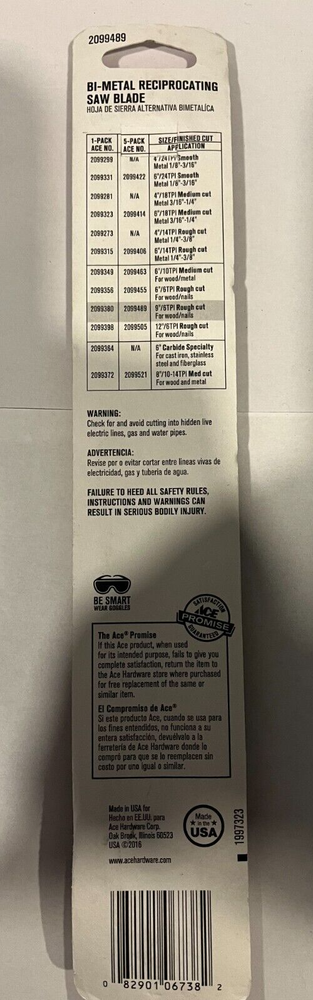 2099489
BI-METAL RECIPROCATING
SAW BLADE
HOJA DE SIERRA ALTERNATIVA BIMETALÍCA
1-PACK ACE NO. 5-PACK ACE NO. SIZE/FINISHED CUT APPLICATION
2099299 N/A 4"/24TPI Smooth
Metal 1/8"-3/16"
2099331 2099422 6"/24TPI Smooth
Metal 1/8"-3/16"
2099281 N/A 4"/18TPI Medium cut
Metal 3/16"-1/4"
2099323 2099414 6"/18TPI Medium cut
Metal 3/16"-1/4"
2099273 N/A 4"/14TPI Rough cut
Metal 1/4"-3/8"
2099315 2099406 6"/14TPI Rough cut
Metal 1/4"-3/8"
2099349 2099463 6"/10TPI Medium cut
For wood/metal
2099356 2099455 6"/6TPI Rough cut
For wood/nails
2099380 2099489 9"/6TPI Rough cut
For wood/nails
2099398 2099505 12"/6TPI Rough cut
For wood/nails
2099364 N/A 6" Carbide Specialty
For cast iron, stainless
steel and fiberglass
2099372 2099521 8"/10-14TPI Med cut
For wood and metal
WARNING:
Check for and avoid cutting into hidden live
electric lines, gas and water pipes.
ADVERTENCIA:
Revise por o evitar cortar entre líneas vivas de
electricidad, gas y tubería de agua.
FAILURE TO HEED ALL SAFETY RULES,
INSTRUCTIONS AND WARNINGS CAN
RESULT IN SERIOUS BODILY INJURY.
BE SMART
WEAR GOGGLES
SATISFACTION
ACE
PROMISE
GUARANTEED
The Ace® Promise
If this Ace product, when used
for its intended purpose, fails to give you
complete satisfaction, return the item to
the Ace Hardware store where purchased
for free replacement of the same or
similar item.
El Compromiso de Ace®
Si este producto Ace, cuando se usa para
los fines entendidos, no funciona a su
entera satisfacción, devuélvelo a la
ferretería de Ace Hardware donde lo
compró para que se lo reemplacen sin
costo por uno igual o similar.
Made in USA for
Hecho en EE.UU. para
Ace Hardware Corp.
Oak Brook, Illinois 60523
USA ©2016
www.acehardware.com
Made
in the
USA
1997323
0 82901 06738 2